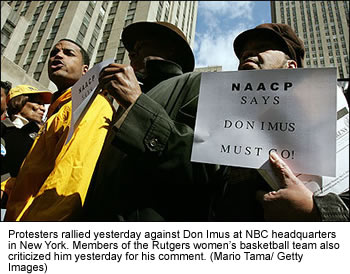 NAACP
SAYS
DON IMUS
MUST GO!
Protesters rallied yesterday against Don Imus at NBC headquarters
in New York. Members of the Rutgers women's basketball team also
criticized him yesterday for his comment. (Mario Tama/ Getty
Images)